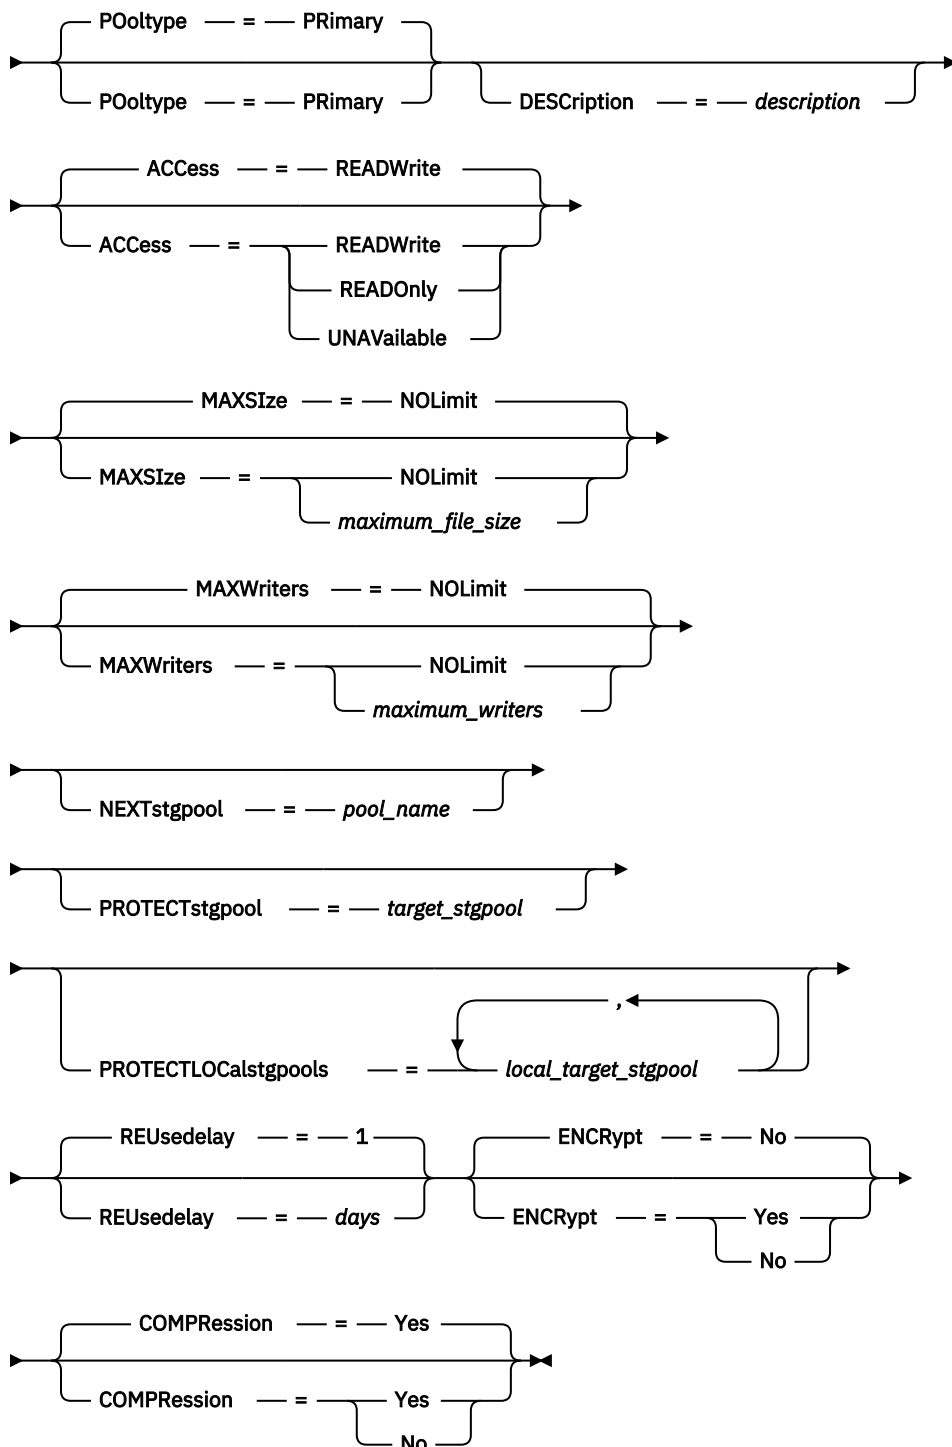 POoltype = PRimary
POoltype = PRimary DESCription = description
ACCess = READWrite
ACCess = READWrite
READOnly
UNAVailable
MAXSIze = NOLimit
MAXSIze = NOLimit
maximum_file_size
MAXWriters = NOLimit
MAXWriters = NOLimit
maximum_writers
NEXTstgpool = pool_name
PROTECTstgpool = target_stgpool
,
PROTECTLOCalstgpools = local_target_stgpool
REUsedelay = 1 ENCRypt = No
REUsedelay = days ENCRypt = Yes
No
COMPRession = Yes
COMPRession = Yes
No